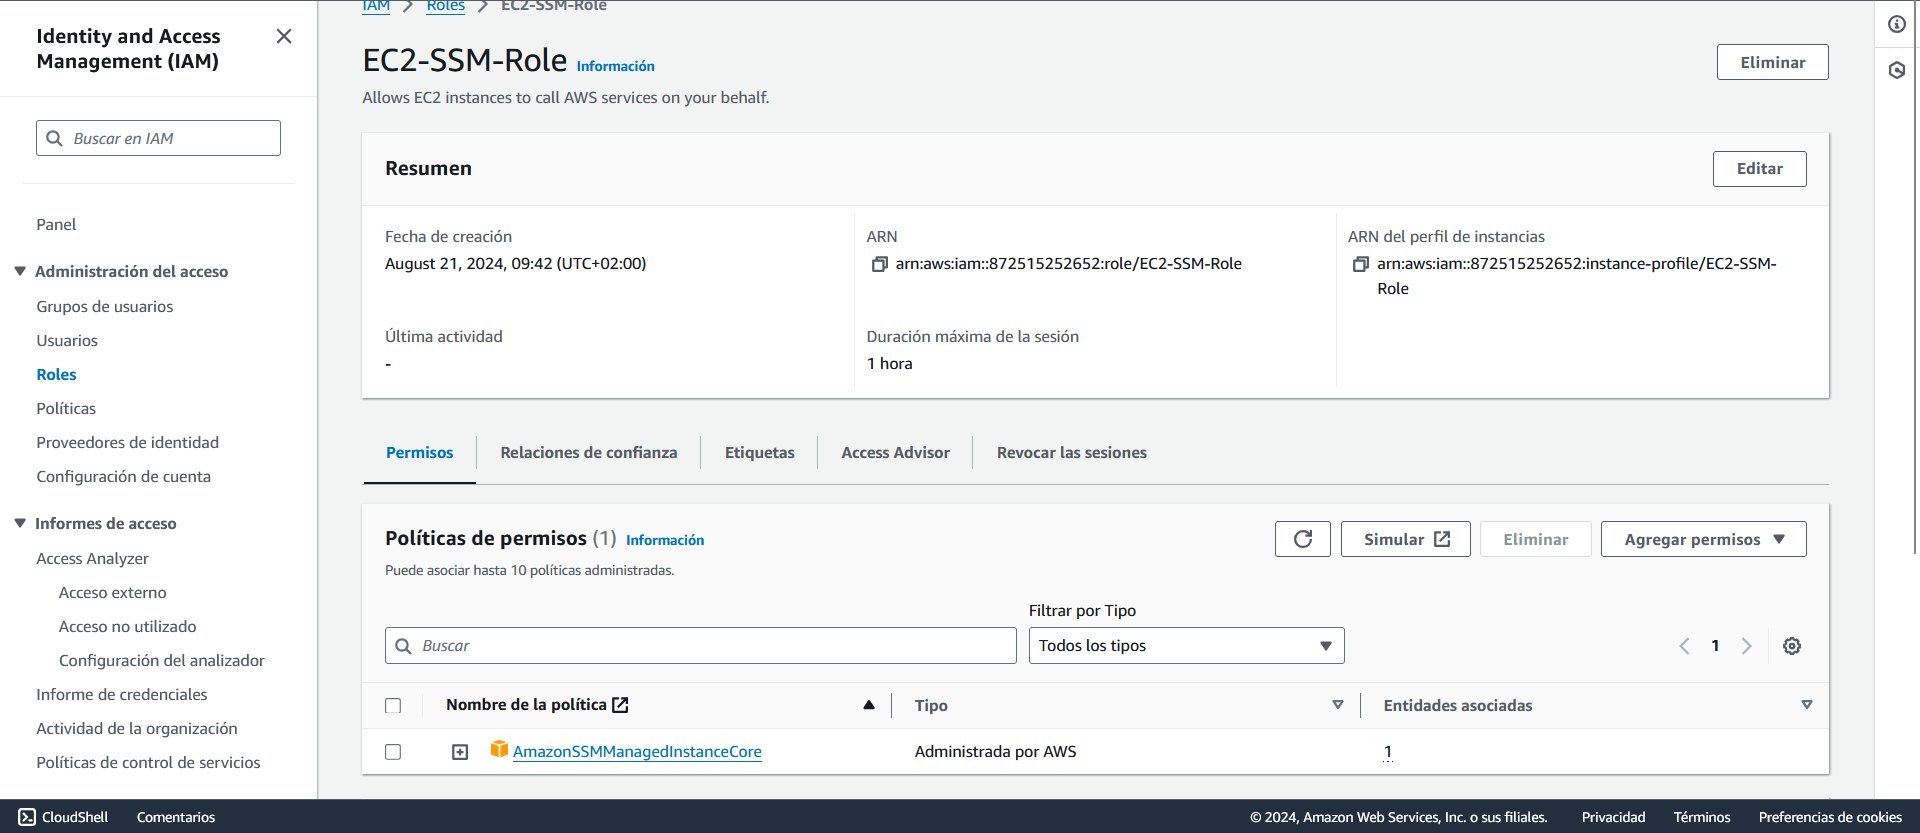 Identity and Access
Management (IAM)
Buscar en IAM
Panel
Administración del acceso
Grupos de usuarios
Usuarios
Roles
Políticas
Proveedores de identidad
Configuración de cuenta
Informes de acceso
Access Analyzer
Acceso externo
Acceso no utilizado
Configuración del analizador
Informe de credenciales
Actividad de la organización
Políticas de control de servicios
IAM > Roles > EC2-SSM-Role
EC2-SSM-Role Información
Eliminar
Allows EC2 instances to call AWS services on your behalf.
Resumen
Editar
Fecha de creación
August 21, 2024, 09:42 (UTC+02:00)
ARN
arn:aws:iam::872515252652:role/EC2-SSM-Role
ARN del perfil de instancias
arn:aws:iam::872515252652:instance-profile/EC2-SSM-
Role
Última actividad
-
Duración máxima de la sesión
1 hora
Permisos
Relaciones de confianza
Etiquetas
Access Advisor
Revocar las sesiones
Políticas de permisos (1) Información
Simular
Eliminar
Agregar permisos
Puede asociar hasta 10 políticas administradas.
Filtrar por Tipo
Buscar
Todos los tipos
1
Nombre de la política
Tipo
Entidades asociadas
AmazonSSMManagedInstanceCore
Administrada por AWS
1
CloudShell
Comentarios
© 2024, Amazon Web Services, Inc. o sus filiales.
Privacidad
Términos
Preferencias de cookies